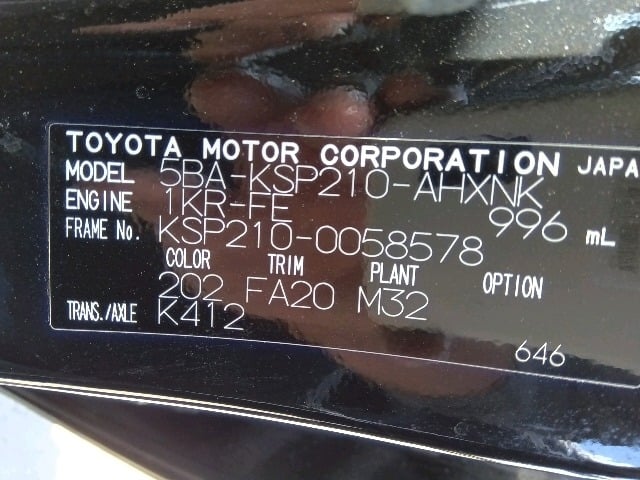 TOYOTA MOTOR CORPORATION JAPA
MODEL 5BA-KSP210-AHXNK
ENGINE 1KR-FE 996 mL
FRAME No. KSP210-0058578
COLOR TRIM PLANT OPTION
202 FA20 M32
TRANS./AXLE K412
646